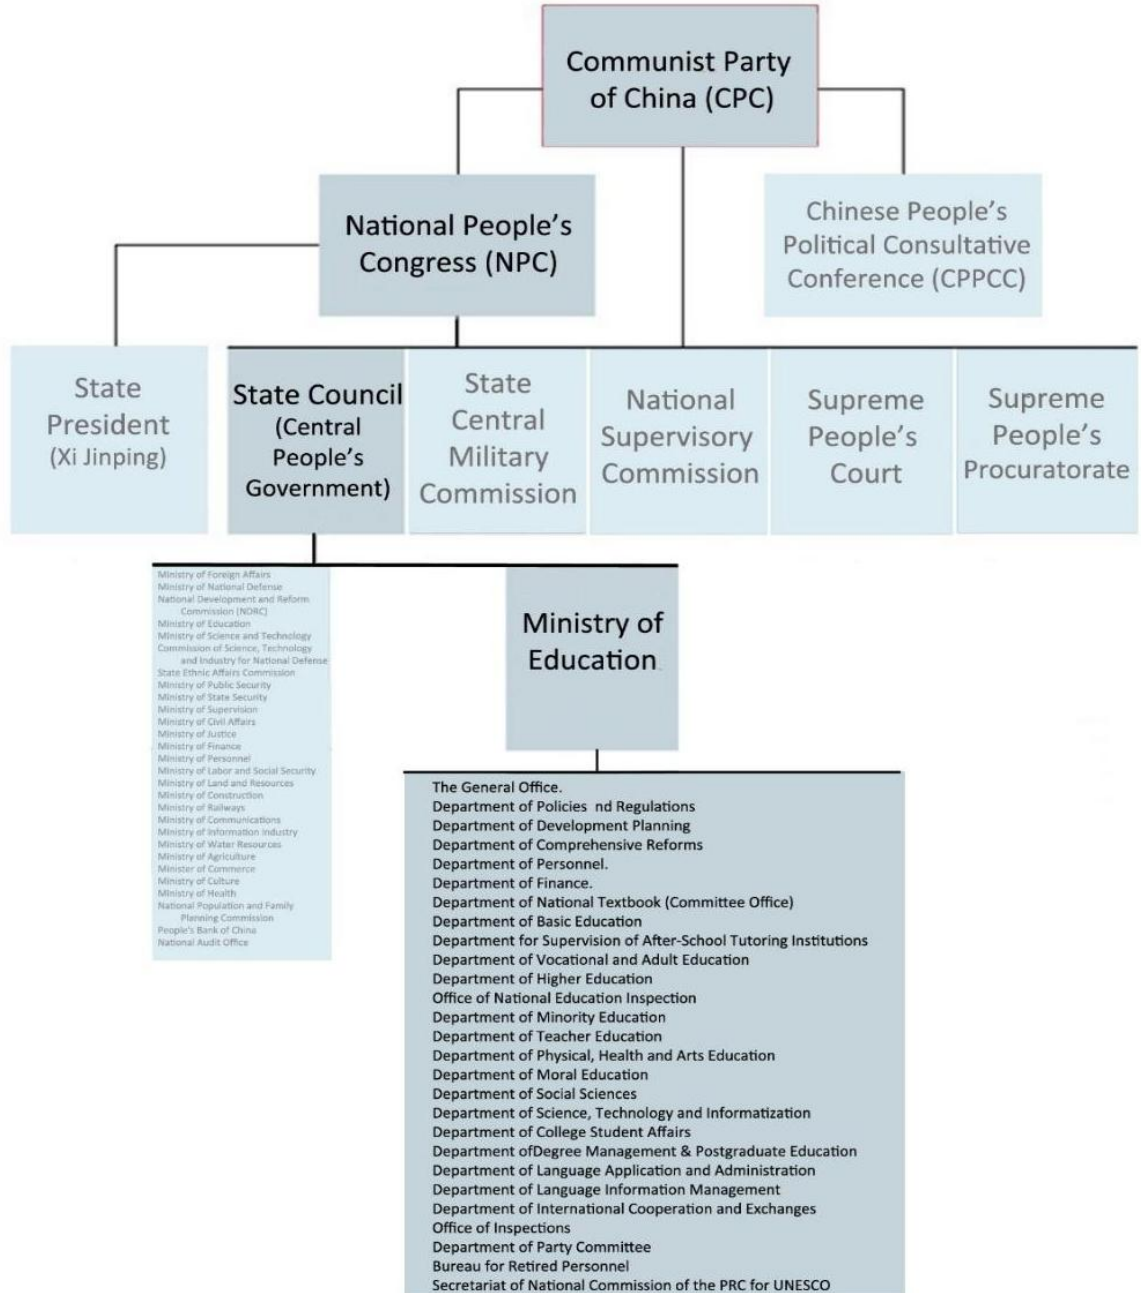 Communist Party
of China (CPC)
National People's
Congress (NPC)
Chinese People's
Political Consultative
Conference (CPPCC)
State
President
(Xi Jinping)
State Council
(Central
People's
Government)
State
Central
Military
Commission
National
Supervisory
Commission
Supreme
People's
Court
Supreme
People's
Procuratorate
Ministry of Foreign Affairs
Ministry of National Defense
National Development and Reform
Commission (NDRC)
Ministry of Education
Ministry of Science and Technology
Commission of Science, Technology
and Industry for National Defense
State Ethnic Affairs Commission
Ministry of Public Security
Ministry of State Security
Ministry of Supervision
Ministry of Civil Affairs
Ministry of Justice
Ministry of Finance
Ministry of Personnel
Ministry of Labor and Social Security
Ministry of Land and Resources
Ministry of Construction
Ministry of Railways
Ministry of Communications
Ministry of Information Industry
Ministry of Water Resources
Ministry of Agriculture
Minister of Commerce
Ministry of Culture
Ministry of Health
National Population and Family
Planning Commission
People's Bank of China
National Audit Office
Ministry of
Education
The General Office.
Department of Policies nd Regulations
Department of Development Planning
Department of Comprehensive Reforms
Department of Personnel.
Department of Finance.
Department of National Textbook (Committee Office)
Department of Basic Education
Department for Supervision of After-School Tutoring Institutions
Department of Vocational and Adult Education
Department of Higher Education
Office of National Education Inspection
Department of Minority Education
Department of Teacher Education
Department of Physical, Health and Arts Education
Department of Moral Education
Department of Social Sciences
Department of Science, Technology and Informatization
Department of College Student Affairs
Department ofDegree Management & Postgraduate Education
Department of Language Application and Administration
Department of Language Information Management
Department of International Cooperation and Exchanges
Office of Inspections
Department of Party Committee
Bureau for Retired Personnel
Secretariat of National Commission of the PRC for UNESCO